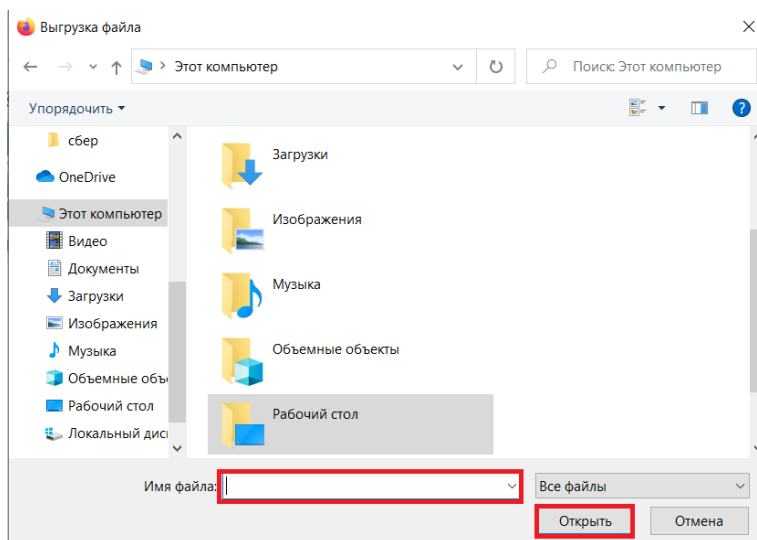 Выгрузка файла
Этот компьютер
Поиск: Этот компьютер
Упорядочить
сбер
OneDrive
Этот компьютер
Видео
Документы
Загрузки
Изображения
Музыка
Объемные объ
Рабочий стол
Локальный дис
Загрузки
Изображения
Музыка
Объемные объекты
Рабочий стол
Имя файла:
Все файлы
Открыть
Отмена